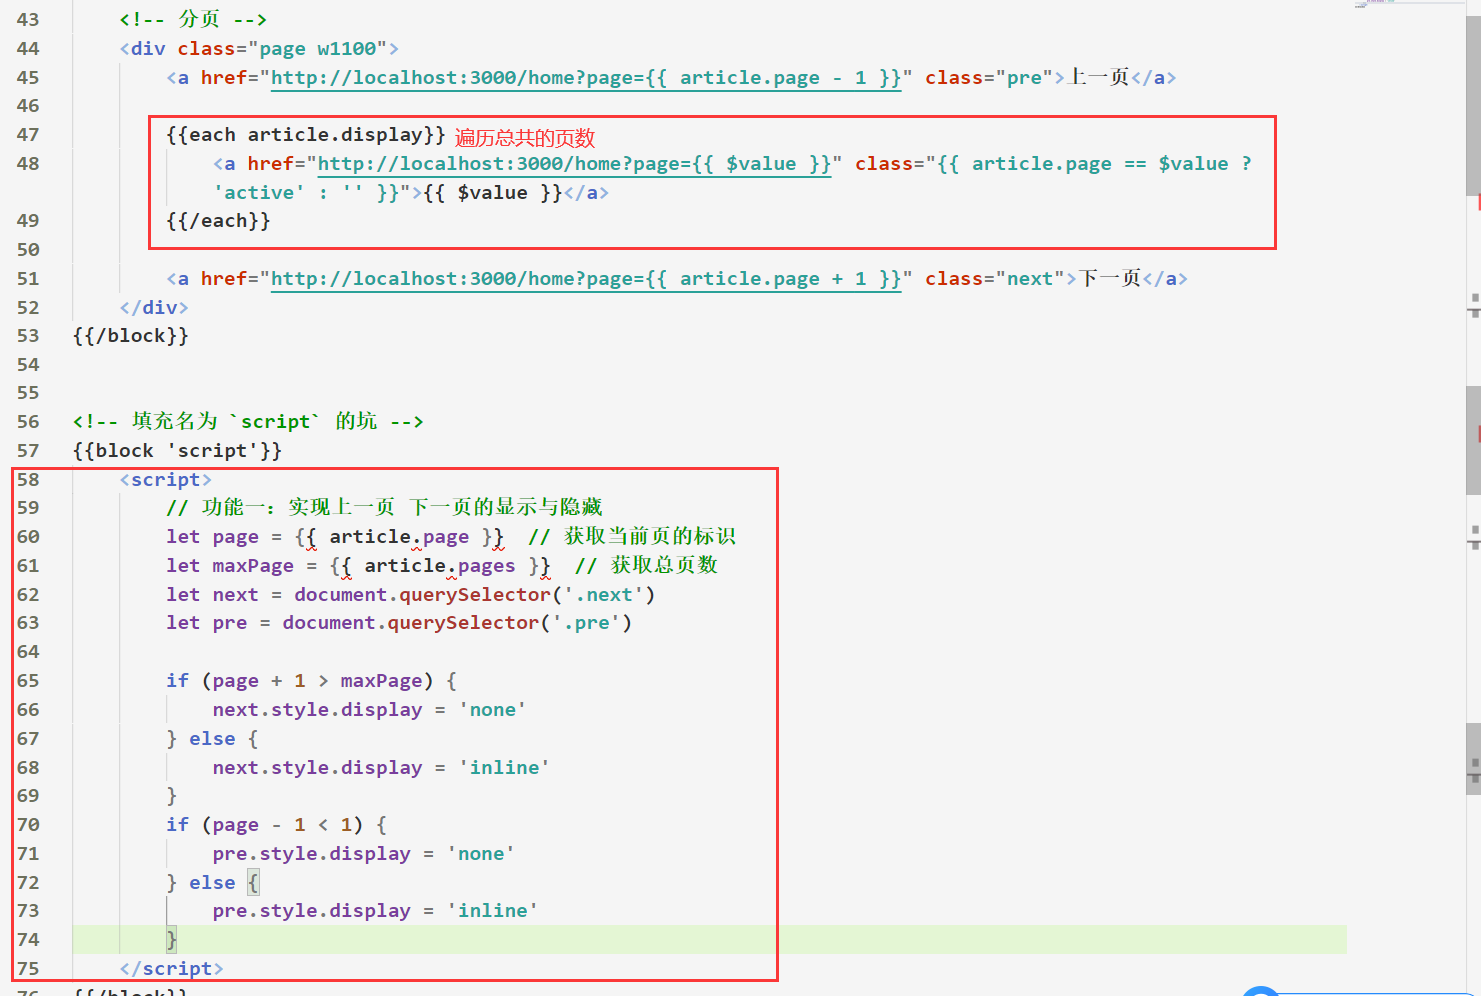 43 <!-- 分页 -->
44 <div class="page w1100">
45 <a href="http://localhost:3000/home?page={{ article.page - 1 }}" class="pre">上一页</a>
46
47 {{each article.display}} 遍历总共的页数
48 <a href="http://localhost:3000/home?page={{ $value }}" class="{{ article.page == $value ?
'active' : '' }}">{{ $value }}</a>
49 {{/each}}
50
51 <a href="http://localhost:3000/home?page={{ article.page + 1 }}" class="next">下一页</a>
52 </div>
53 {{/block}}
54
55
56 <!-- 填充名为 `script` 的坑 -->
57 {{block 'script'}}
58 <script>
59 // 功能一：实现上一页 下一页的显示与隐藏
60 let page = {{ article.page }} // 获取当前页的标识
61 let maxPage = {{ article.pages }} // 获取总页数
62 let next = document.querySelector('.next')
63 let pre = document.querySelector('.pre')
64
65 if (page + 1 > maxPage) {
66 next.style.display = 'none'
67 } else {
68 next.style.display = 'inline'
69 }
70 if (page - 1 < 1) {
71 pre.style.display = 'none'
72 } else {
73 pre.style.display = 'inline'
74 }
75 </script>
76 {{/block}}